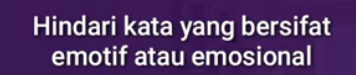 Hindari kata yang bersifat
emotif atau emosional